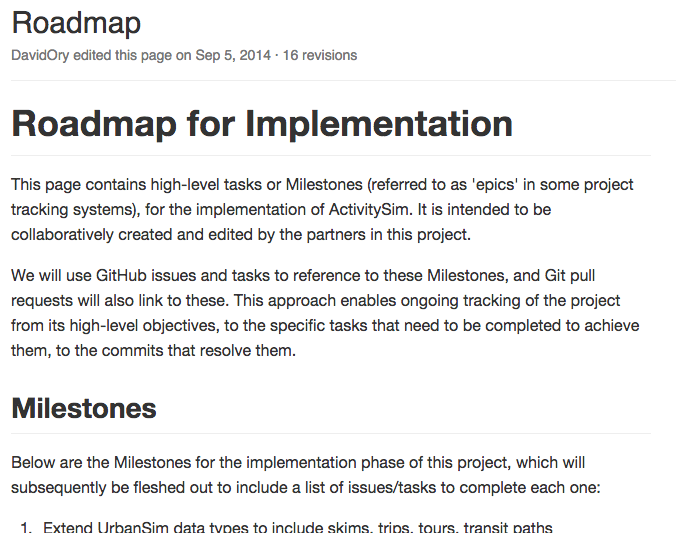 Roadmap
DavidOry edited this page on Sep 5, 2014 · 16 revisions
Roadmap for Implementation
This page contains high-level tasks or Milestones (referred to as 'epics' in some project
tracking systems), for the implementation of ActivitySim. It is intended to be
collaboratively created and edited by the partners in this project.
We will use GitHub issues and tasks to reference to these Milestones, and Git pull
requests will also link to these. This approach enables ongoing tracking of the project
from its high-level objectives, to the specific tasks that need to be completed to achieve
them, to the commits that resolve them.
Milestones
Below are the Milestones for the implementation phase of this project, which will
subsequently be fleshed out to include a list of issues/tasks to complete each one:
1. Extend UrbanSim data types to include skims, trips, tours, transit paths